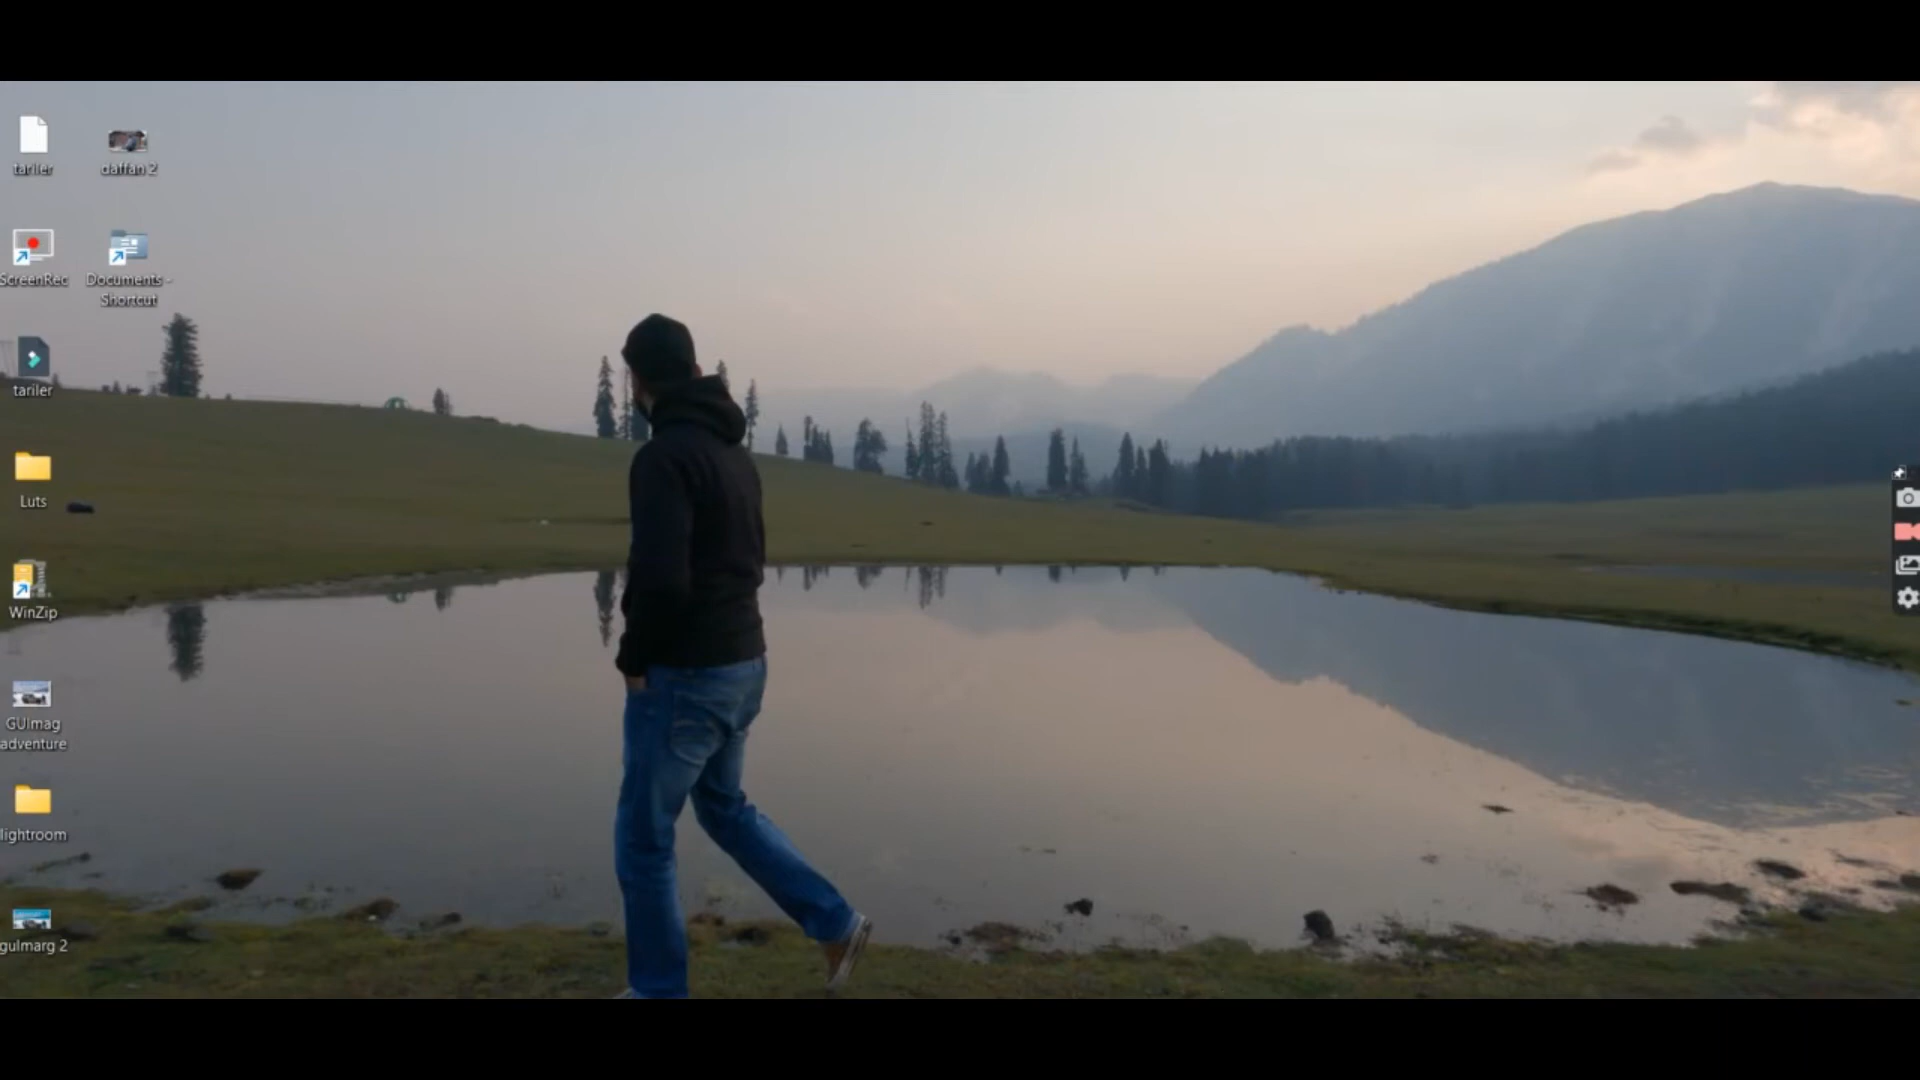 tariler
daffan 2
ScreenRec
Documents -
Shortcut
tariler
Luts
WinZip
GUlmag
adventure
lightroom
gulmarg 2